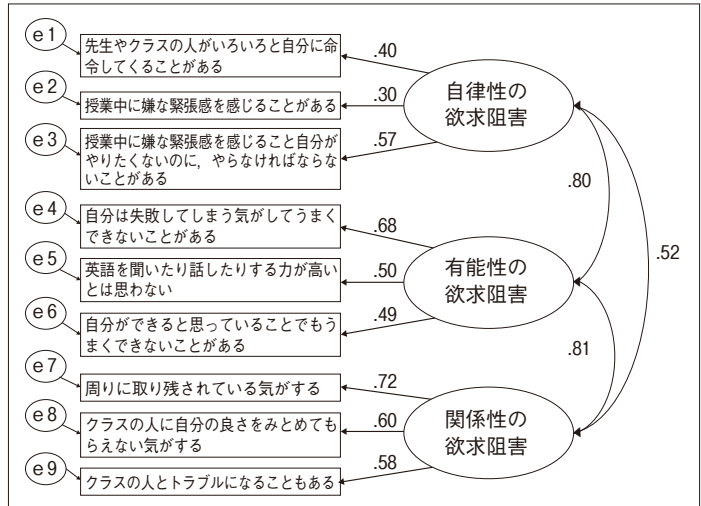 e1
先生やクラスの人がいろいろと自分に命
令してくることがある
.40
e2
授業中に嫌な緊張感を感じることがある
.30
自律性の
欲求阻害
e3
授業中に嫌な緊張感を感じること自分が
やりたくないのに，やらなければならな
いことがある
.57
.80
e4
自分は失敗してしまう気がしてうまく
できないことがある
.68
e5
英語を聞いたり話したりする力が高い
とは思わない
.50
有能性の
欲求阻害
.52
e6
自分ができると思っていることでもう
まくできないことがある
.49
.81
e7
周りに取り残されている気がする
.72
e8
クラスの人に自分の良さをみとめても
らえない気がする
.60
関係性の
欲求阻害
e9
クラスの人とトラブルになることもある
.58